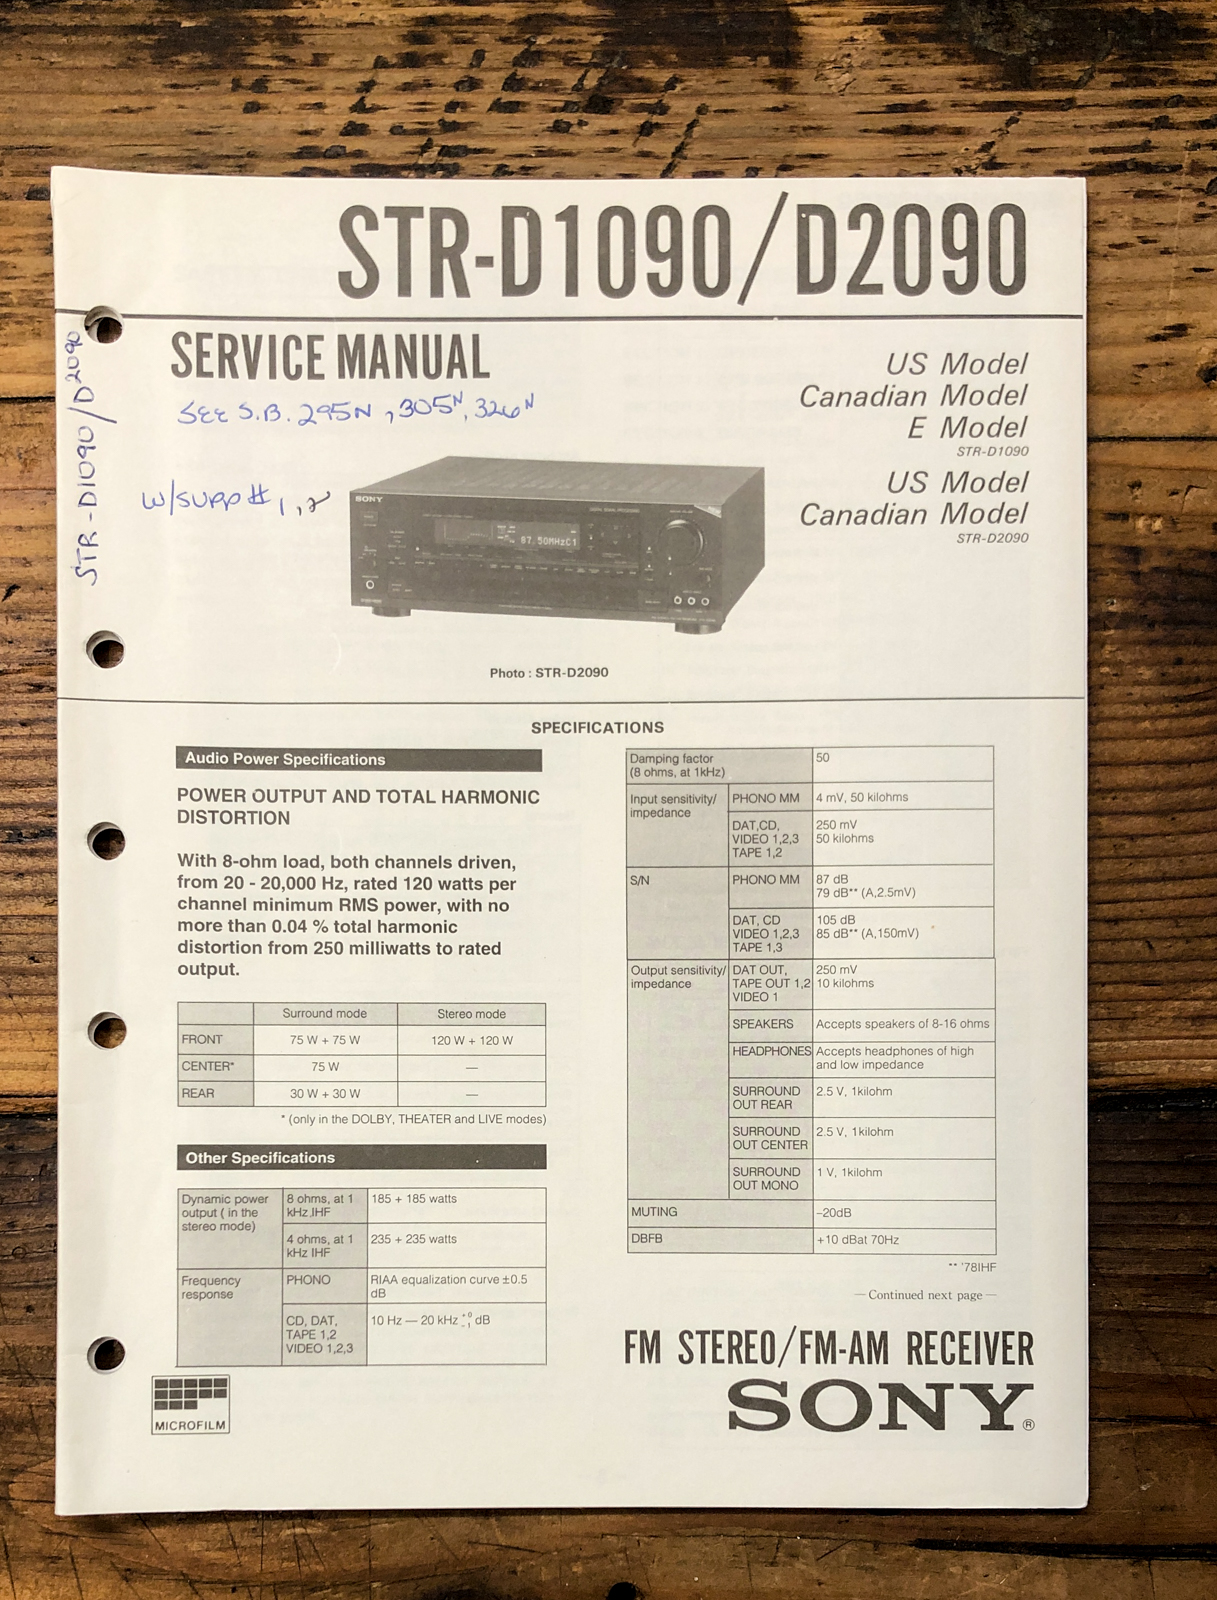 STR-D1090/D2090
STR-D1090/D2090
SERVICE MANUAL
SEE S.B. 295N, 305N, 326N
W/SUPP# 1, 2
US Model
Canadian Model
E Model
STR-D1090
US Model
Canadian Model
STR-D2090
SONY
87.50MHzC1
Photo : STR-D2090
SPECIFICATIONS
Audio Power Specifications
POWER OUTPUT AND TOTAL HARMONIC
DISTORTION
With 8-ohm load, both channels driven,
from 20 - 20,000 Hz, rated 120 watts per
channel minimum RMS power, with no
more than 0.04 % total harmonic
distortion from 250 milliwatts to rated
output.
Surround mode Stereo mode
FRONT 75 W + 75 W 120 W + 120 W
CENTER* 75 W —
REAR 30 W + 30 W —
* (only in the DOLBY, THEATER and LIVE modes)
Other Specifications
Dynamic power 8 ohms, at 1 185 + 185 watts
output ( in the kHz IHF
stereo mode)
4 ohms, at 1 235 + 235 watts
kHz IHF
Frequency PHONO RIAA equalization curve ±0.5
response dB
CD, DAT, 10 Hz — 20 kHz +0 -1 dB
TAPE 1,2
VIDEO 1,2,3
MICROFILM
Damping factor 50
(8 ohms, at 1kHz)
Input sensitivity/ PHONO MM 4 mV, 50 kilohms
impedance
DAT,CD, 250 mV
VIDEO 1,2,3 50 kilohms
TAPE 1,2
S/N PHONO MM 87 dB
79 dB** (A,2.5mV)
DAT, CD 105 dB
VIDEO 1,2,3 85 dB** (A,150mV)
TAPE 1,3
Output sensitivity/ DAT OUT, 250 mV
impedance TAPE OUT 1,2 10 kilohms
VIDEO 1
SPEAKERS Accepts speakers of 8-16 ohms
HEADPHONES Accepts headphones of high
and low impedance
SURROUND 2.5 V, 1kilohm
OUT REAR
SURROUND 2.5 V, 1kilohm
OUT CENTER
SURROUND 1 V, 1kilohm
OUT MONO
MUTING –20dB
DBFB +10 dBat 70Hz
** '78IHF
— Continued next page —
FM STEREO/FM-AM RECEIVER
SONY®